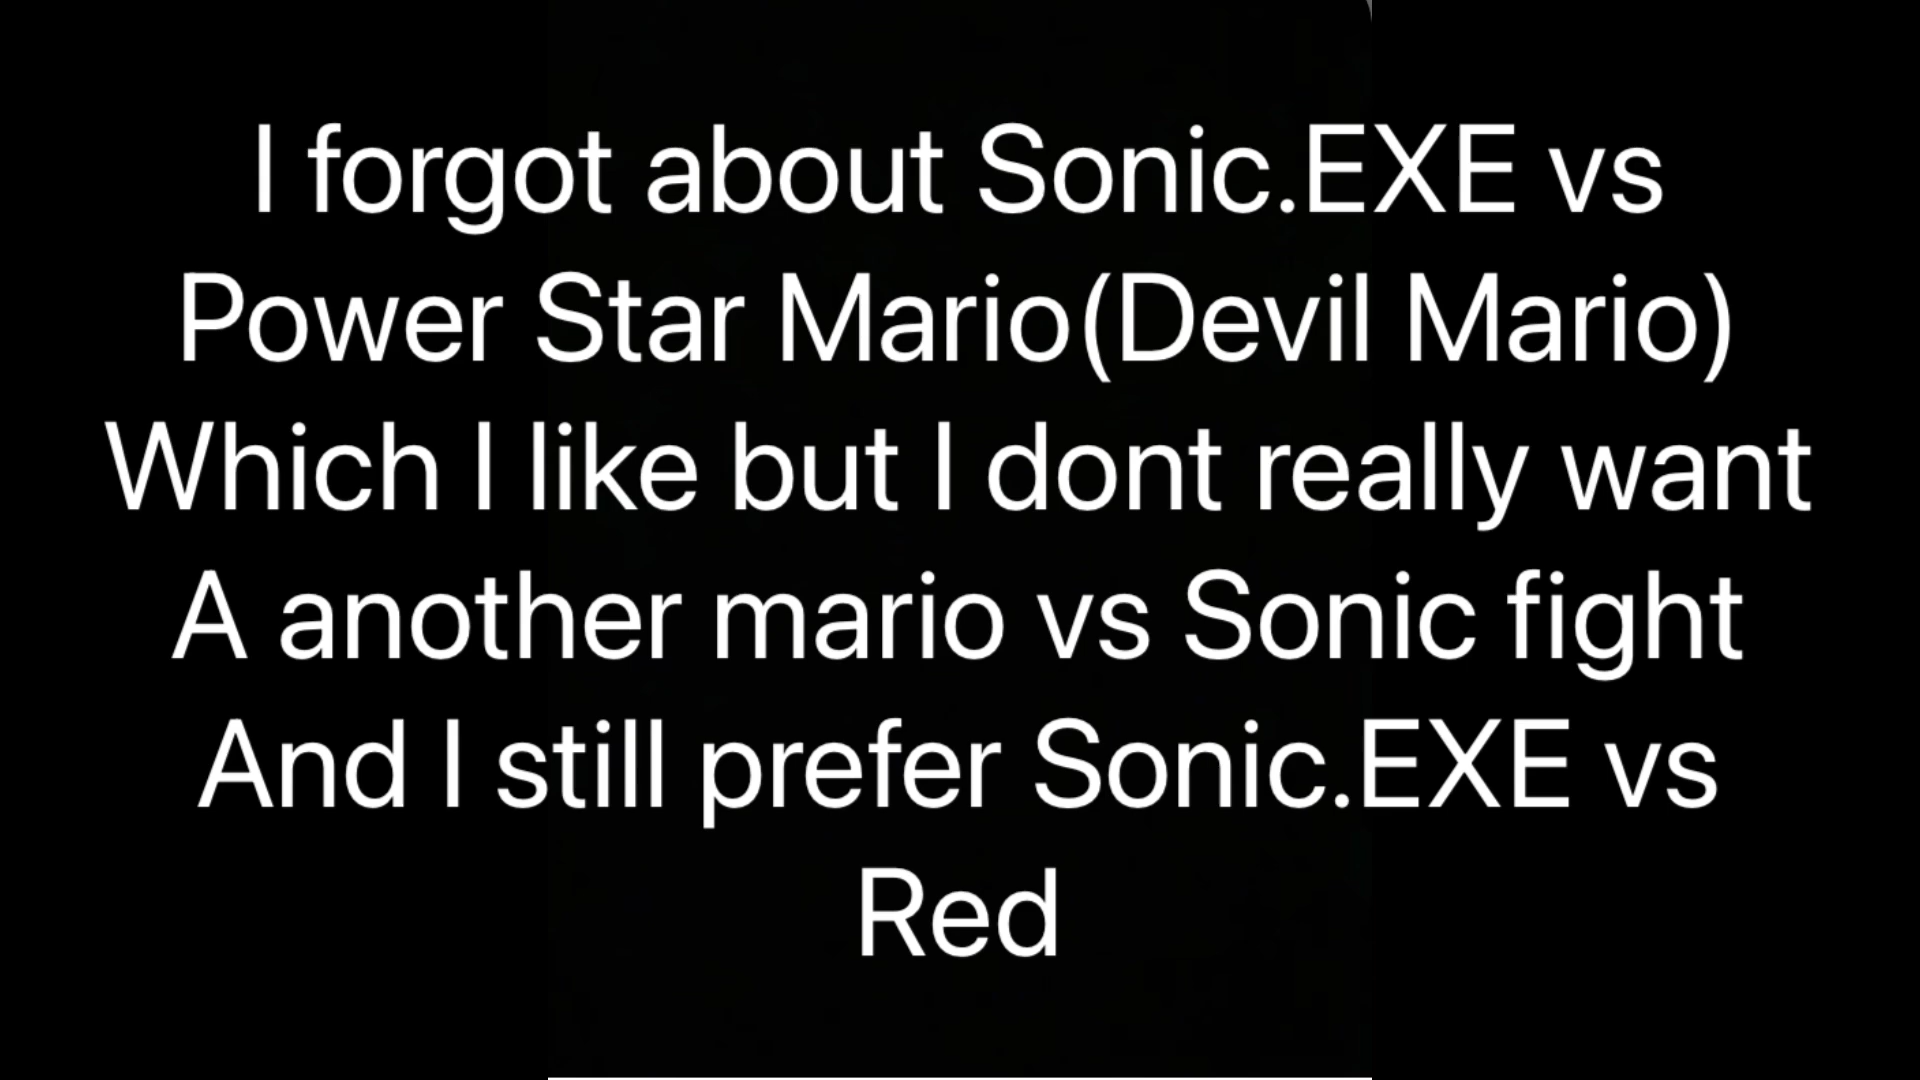 I forgot about Sonic.EXE vs
Power Star Mario(Devil Mario)
Which I like but I dont really want
A another mario vs Sonic fight
And I still prefer Sonic.EXE vs
Red